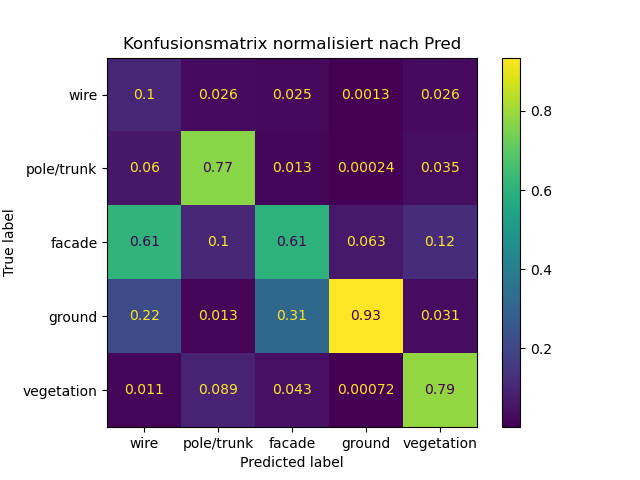 Konfusionsmatrix normalisiert nach Pred
wire 0.1 0.026 0.025 0.0013 0.026
pole/trunk 0.06 0.77 0.013 0.00024 0.035
facade 0.61 0.1 0.61 0.063 0.12
ground 0.22 0.013 0.31 0.93 0.031
vegetation 0.011 0.089 0.043 0.00072 0.79
wire pole/trunk facade ground vegetation
Predicted label
True label
0.8
0.6
0.4
0.2